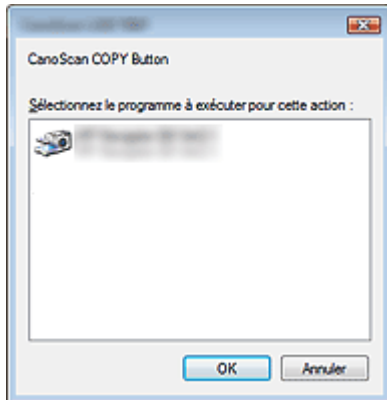 CanoScan COPY Button
Sélectionnez le programme à exécuter pour cette action :
OK
Annuler